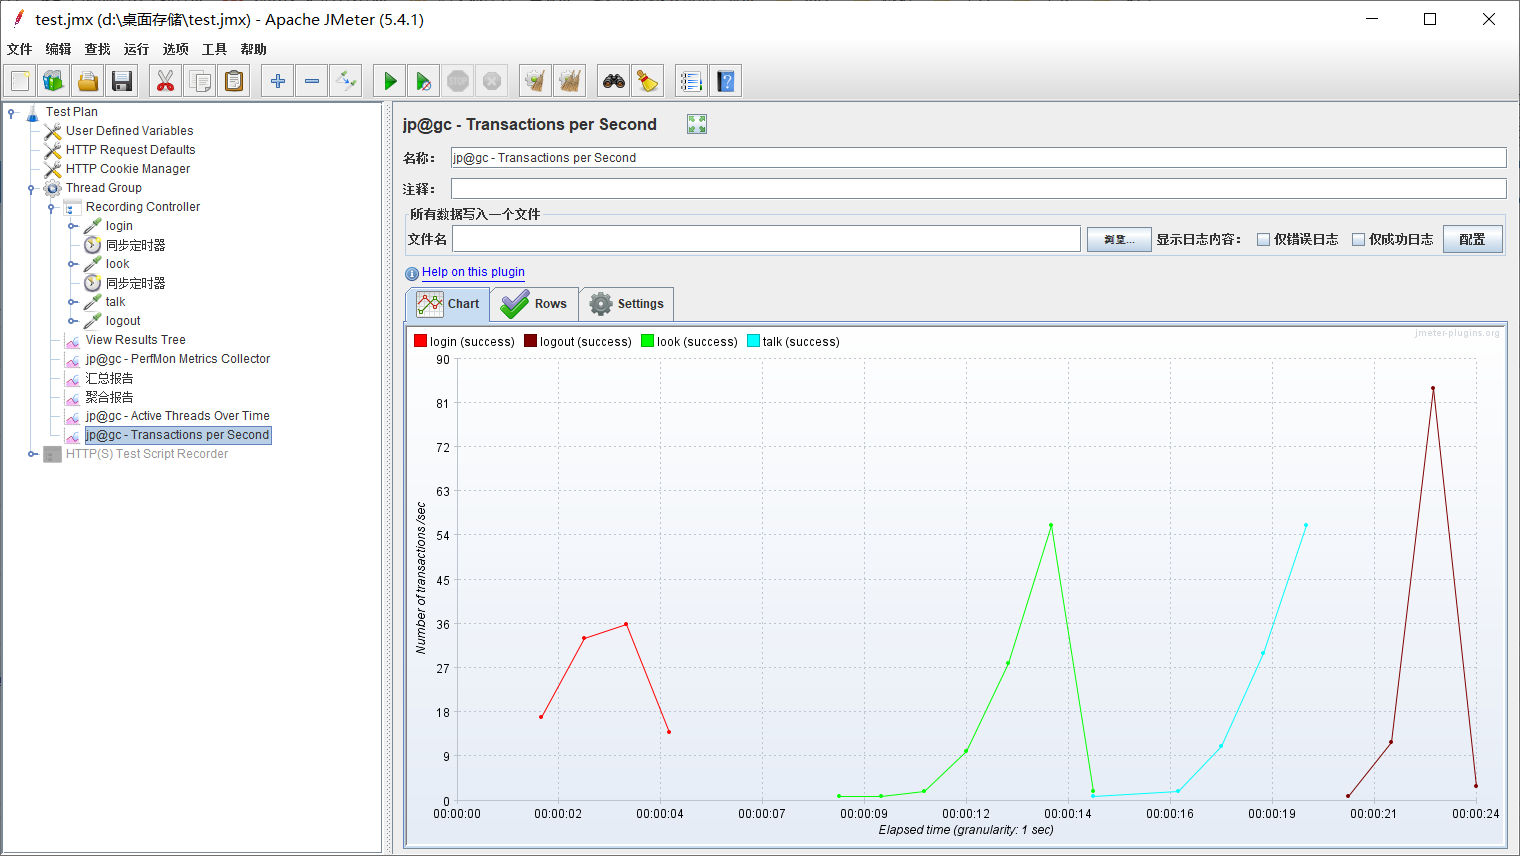 test.jmx (d:\桌面存储\test.jmx) - Apache JMeter (5.4.1)
文件 编辑 查找 运行 选项 工具 帮助
STOP
Test Plan
User Defined Variables
HTTP Request Defaults
HTTP Cookie Manager
Thread Group
Recording Controller
login
同步定时器
look
同步定时器
talk
logout
View Results Tree
jp@gc - PerfMon Metrics Collector
汇总报告
聚合报告
jp@gc - Active Threads Over Time
jp@gc - Transactions per Second
HTTP(S) Test Script Recorder
jp@gc - Transactions per Second
名称： jp@gc - Transactions per Second
注释：
所有数据写入一个文件
文件名 浏览... 显示日志内容： 仅错误日志 仅成功日志 配置
Help on this plugin
Chart Rows Settings
jmeter-plugins.org
login (success) logout (success) look (success) talk (success)
90
81
72
63
54
45
36
27
18
9
0
Number of transactions /sec
00:00:00 00:00:02 00:00:04 00:00:07 00:00:09 00:00:12 00:00:14 00:00:16 00:00:19 00:00:21 00:00:24
Elapsed time (granularity: 1 sec)